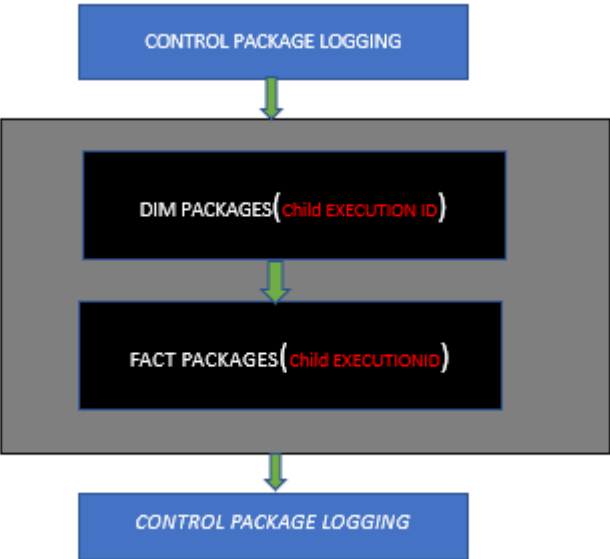 CONTROL PACKAGE LOGGING
DIM PACKAGES(Child EXECUTION ID)
FACT PACKAGES(Child EXECUTIONID)
CONTROL PACKAGE LOGGING